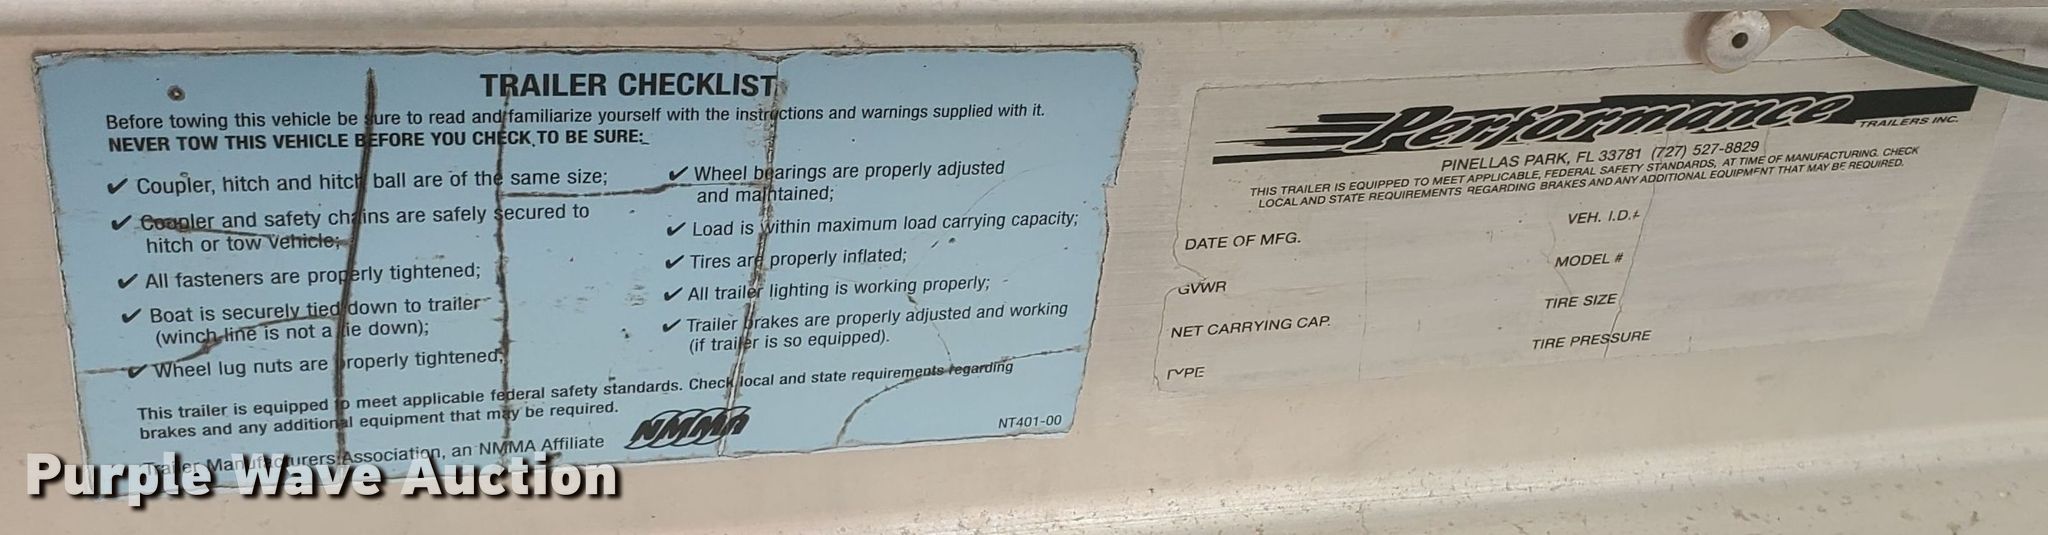 TRAILER CHECKLIST
Before towing this vehicle be sure to read and familiarize yourself with the instructions and warnings supplied with it.
NEVER TOW THIS VEHICLE BEFORE YOU CHECK TO BE SURE:
✓ Coupler, hitch and hitch ball are of the same size;
✓ Coupler and safety chains are safely secured to
hitch or tow vehicle;
✓ All fasteners are properly tightened;
✓ Boat is securely tied down to trailer
(winch line is not a tie down);
✓ Wheel lug nuts are properly tightened;
✓ Wheel bearings are properly adjusted
and maintained;
✓ Load is within maximum load carrying capacity;
✓ Tires are properly inflated;
✓ All trailer lighting is working properly;
✓ Trailer brakes are properly adjusted and working
(if trailer is so equipped).
This trailer is equipped to meet applicable federal safety standards. Check local and state requirements regarding
brakes and any additional equipment that may be required.
Trailer Manufacturers Association, an NMMA Affiliate
NMMA
NT401-00
Performance
TRAILERS INC.
PINELLAS PARK, FL 33781 (727) 527-8829
THIS TRAILER IS EQUIPPED TO MEET APPLICABLE, FEDERAL SAFETY STANDARDS, AT TIME OF MANUFACTURING. CHECK
LOCAL AND STATE REQUIREMENTS REGARDING BRAKES AND ANY ADDITIONAL EQUIPMENT THAT MAY BE REQUIRED.
VEH. I.D.#
DATE OF MFG.
MODEL #
GVWR
TIRE SIZE
NET CARRYING CAP.
TIRE PRESSURE
TYPE
Purple Wave Auction